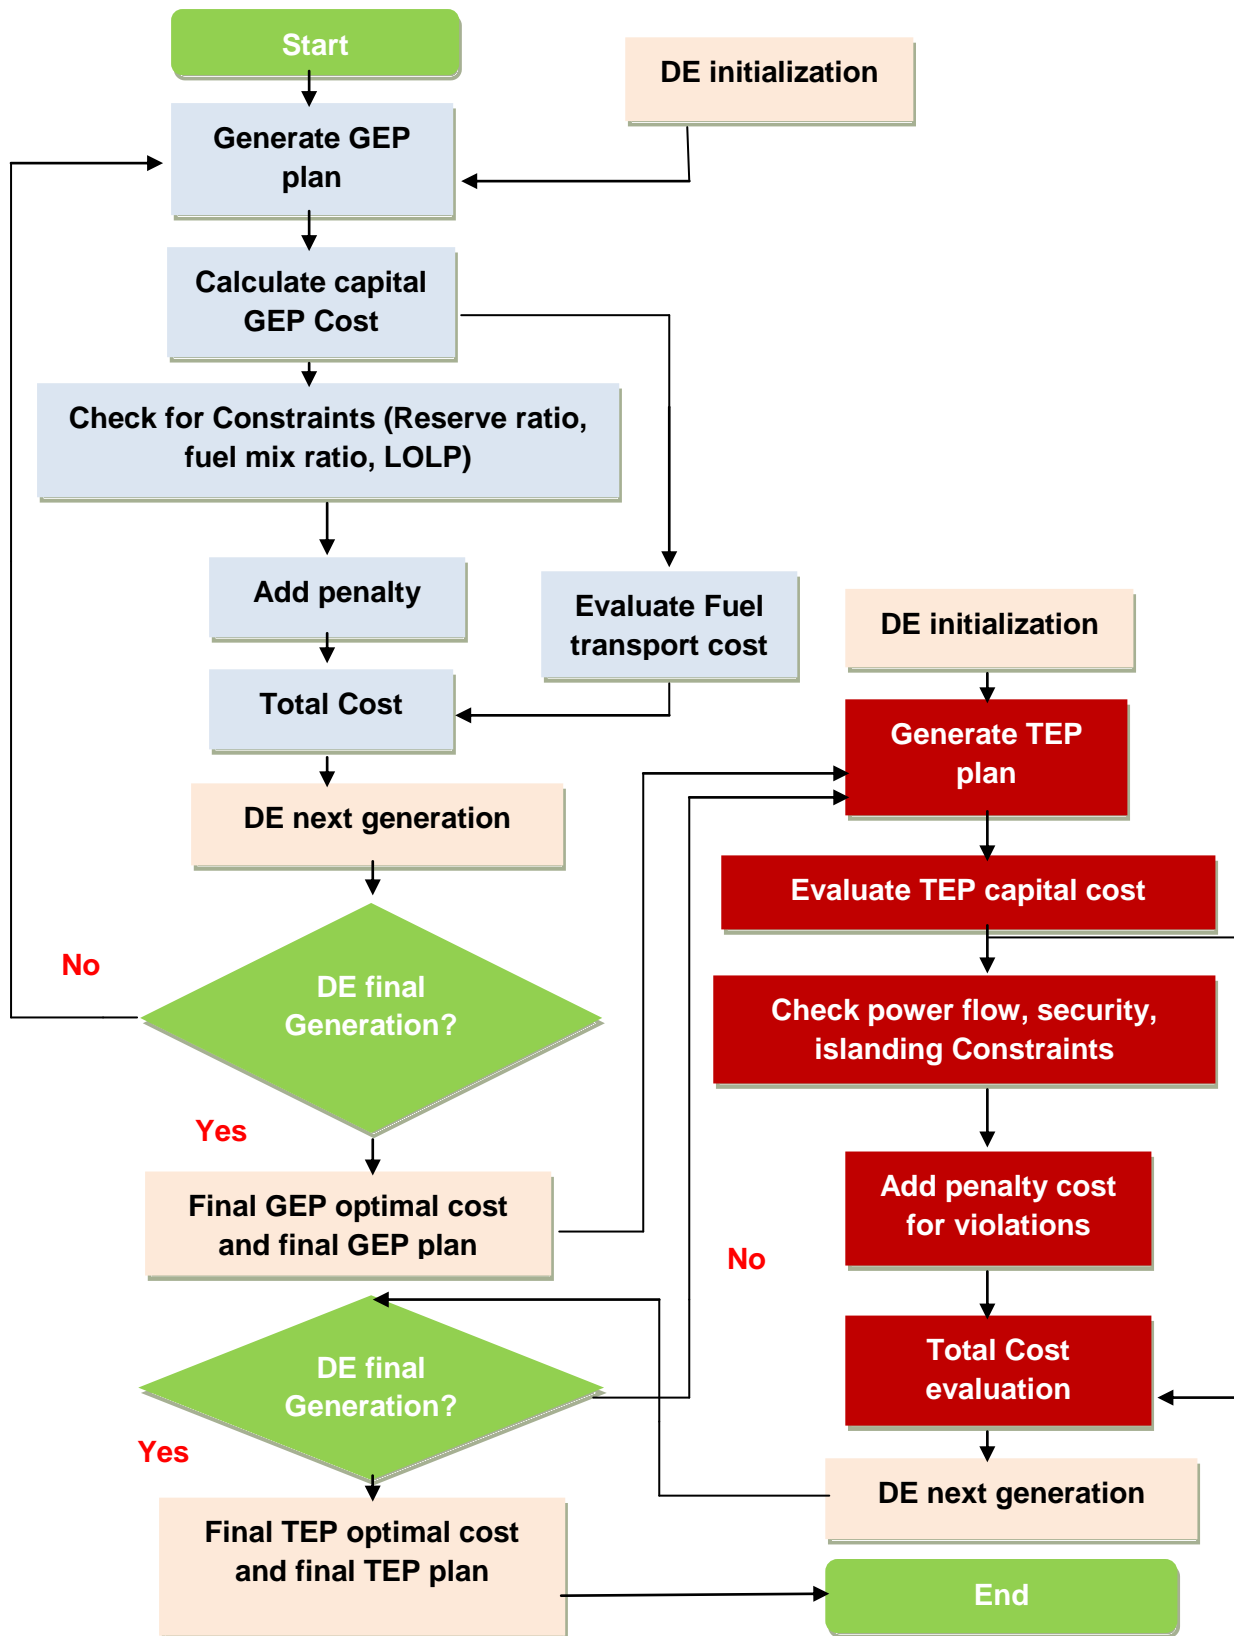 Start
DE initialization
Generate GEP
plan
Calculate capital
GEP Cost
Check for Constraints (Reserve ratio,
fuel mix ratio, LOLP)
Add penalty
Evaluate Fuel
transport cost
Total Cost
DE next generation
No
DE final
Generation?
Yes
Final GEP optimal cost
and final GEP plan
DE initialization
Generate TEP
plan
Evaluate TEP capital cost
Check power flow, security,
islanding Constraints
Add penalty cost
for violations
No
Total Cost
evaluation
DE next generation
DE final
Generation?
Yes
Final TEP optimal cost
and final TEP plan
End